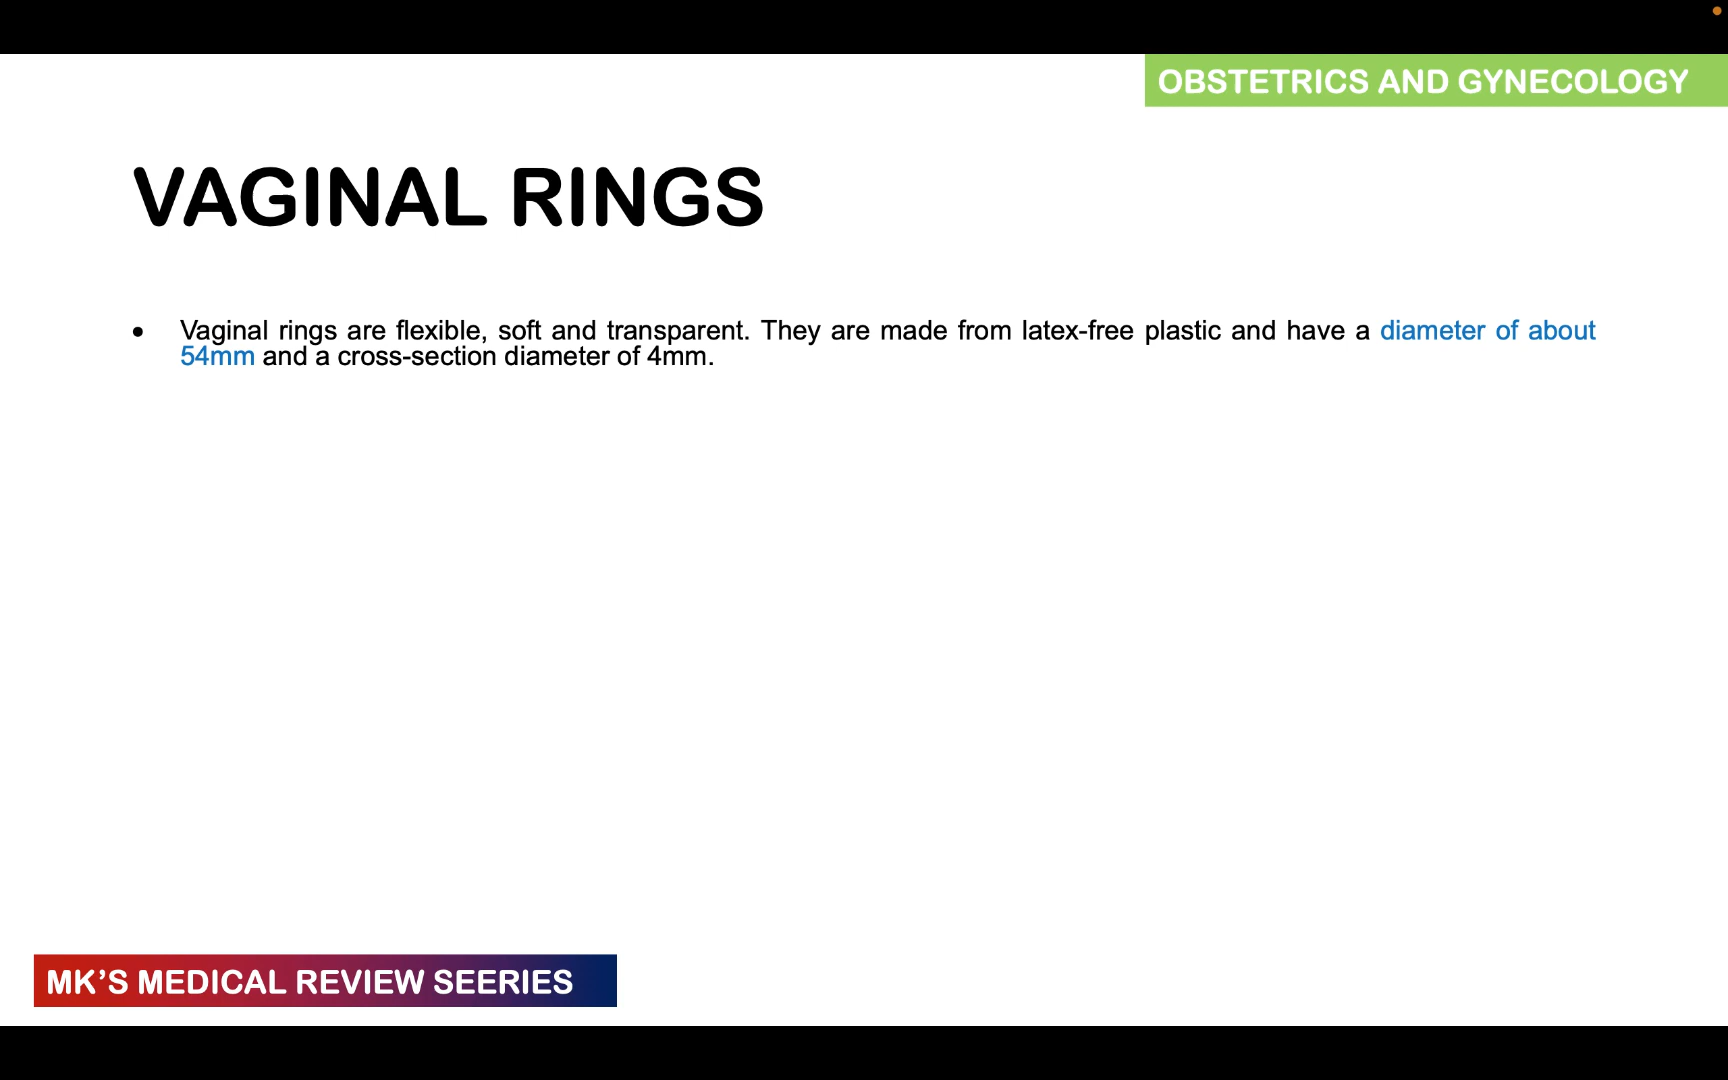 OBSTETRICS AND GYNECOLOGY
VAGINAL RINGS
• Vaginal rings are flexible, soft and transparent. They are made from latex-free plastic and have a diameter of about
54mm and a cross-section diameter of 4mm.
MK’S MEDICAL REVIEW SEERIES